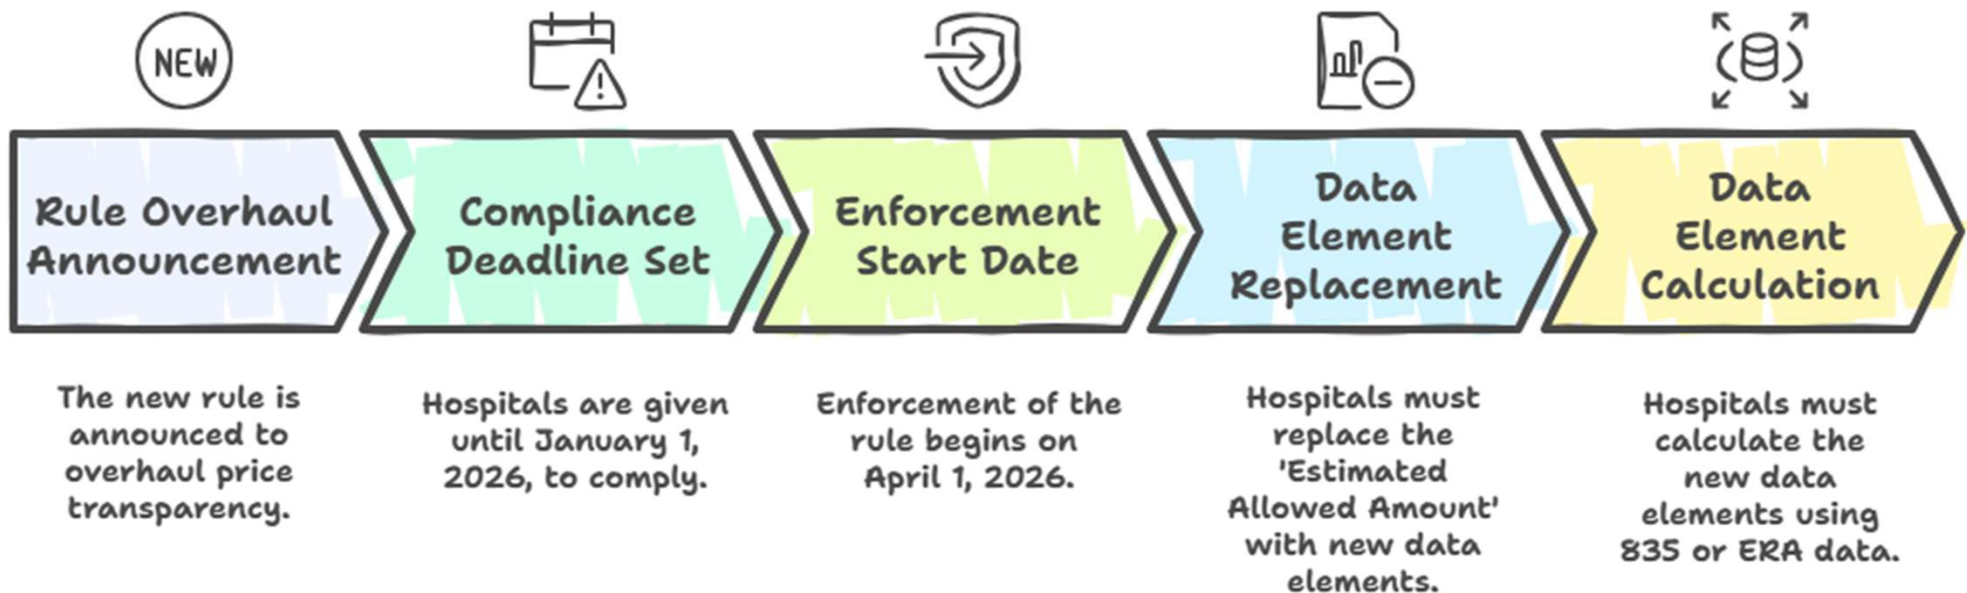 NEW
Rule Overhaul
Announcement
Compliance
Deadline Set
Enforcement
Start Date
Data
Element
Replacement
Data
Element
Calculation
The new rule is
announced to
overhaul price
transparency.
Hospitals are given
until January 1,
2026, to comply.
Enforcement of the
rule begins on
April 1, 2026.
Hospitals must
replace the
'Estimated
Allowed Amount'
with new data
elements.
Hospitals must
calculate the
new data
elements using
835 or ERA data.